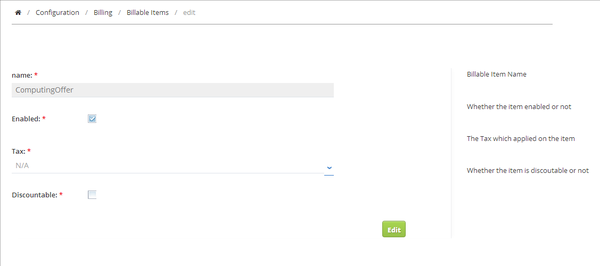 / Configuration / Billing / Billable Items / edit
name: *
ComputingOffer
Enabled: *
Tax: *
N/A
Discountable: *
Edit
Billable Item Name
Whether the item enabled or not
The Tax which applied on the item
Whether the item is discoutable or not